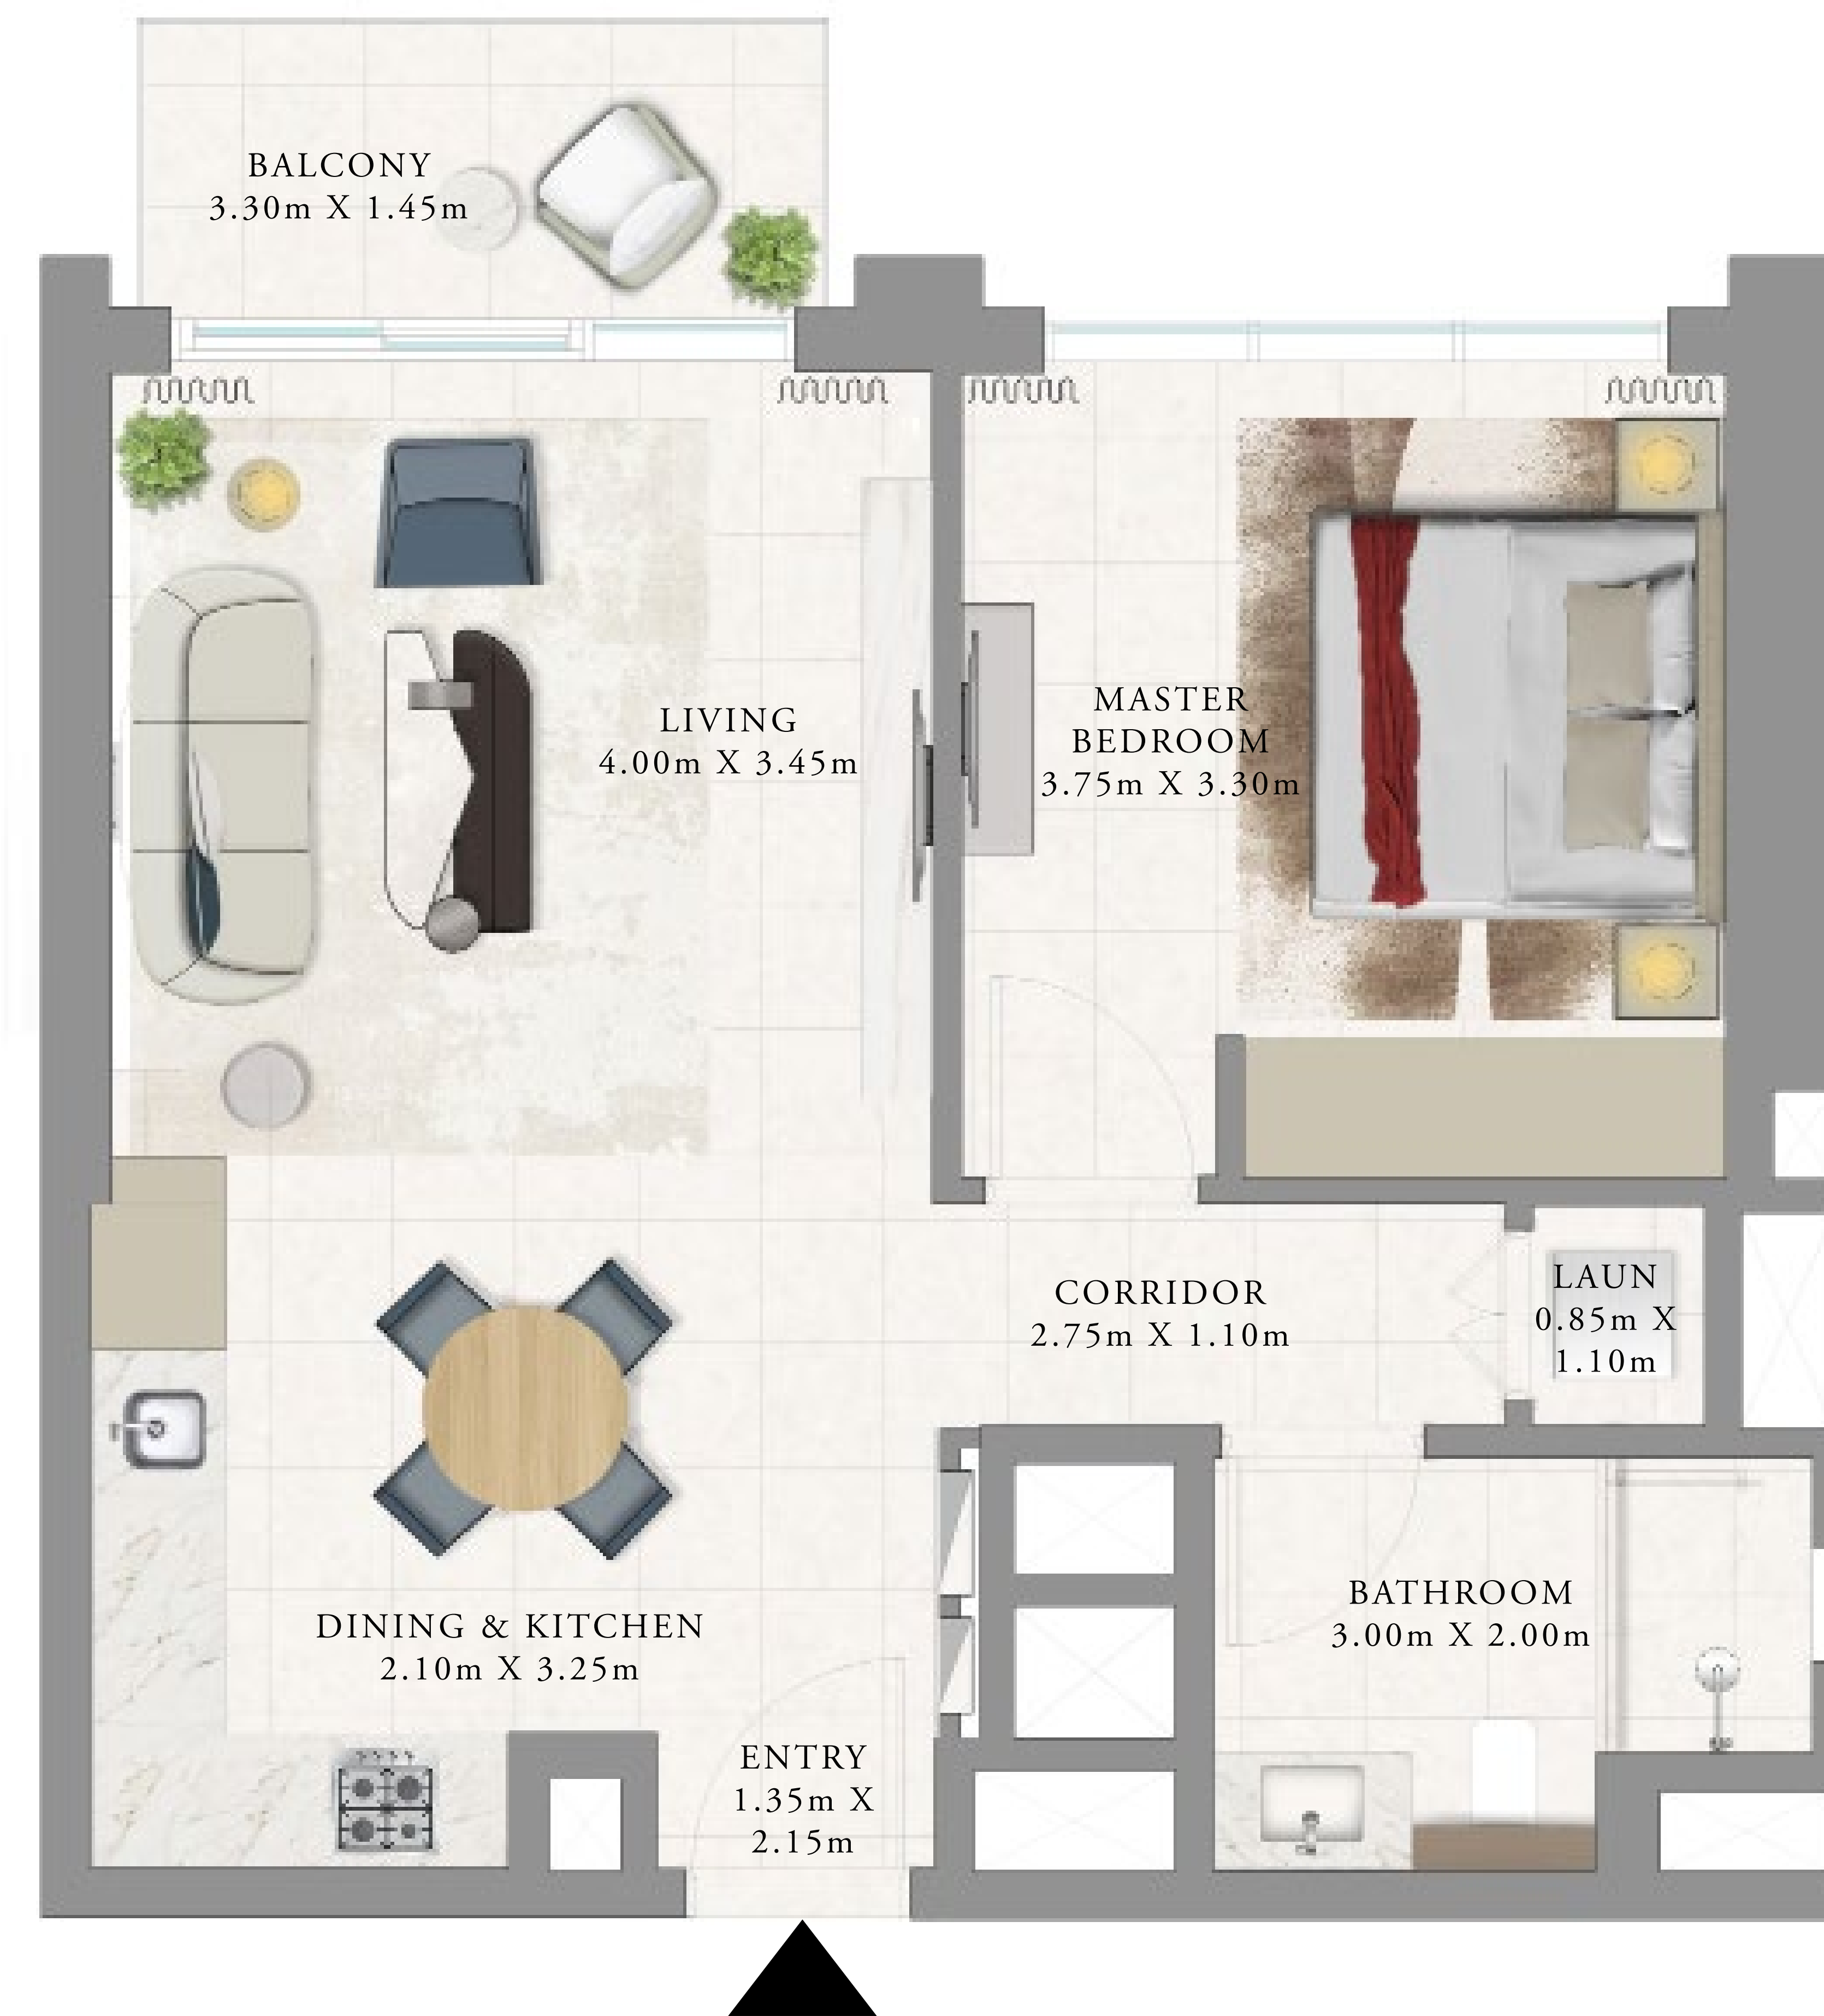 BALCONY
3.30m X 1.45m
LIVING
4.00m X 3.45m
MASTER
BEDROOM
3.75m X 3.30m
CORRIDOR
2.75m X 1.10m
LAUN
0.85m X
1.10m
DINING & KITCHEN
2.10m X 3.25m
BATHROOM
3.00m X 2.00m
ENTRY
1.35m X
2.15m